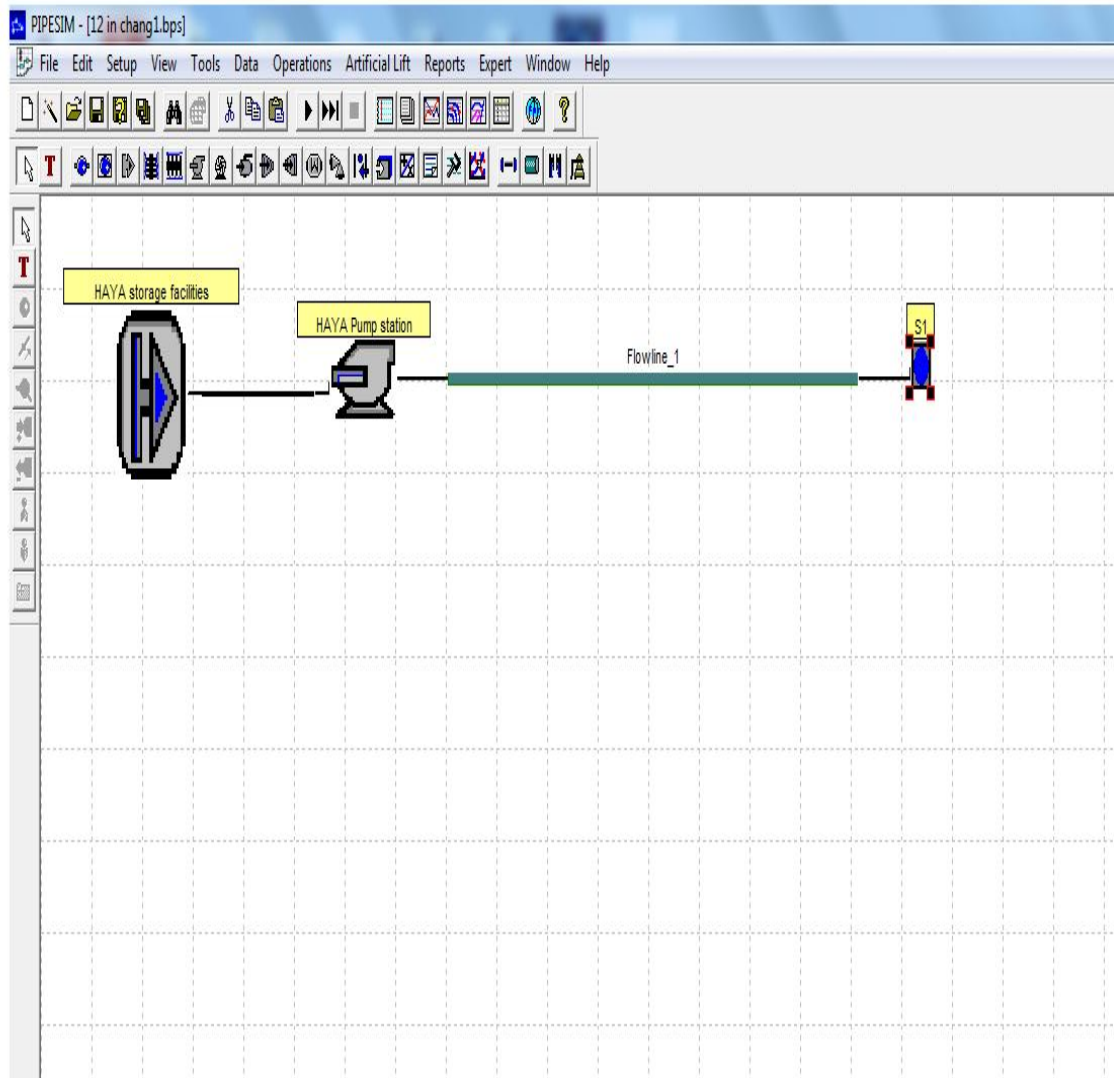 PIPESIM - [12 in chang1.bps]
File Edit Setup View Tools Data Operations Artificial Lift Reports Expert Window Help
T
T
HAYA storage facilities
HAYA Pump station
Flowline_1
S1